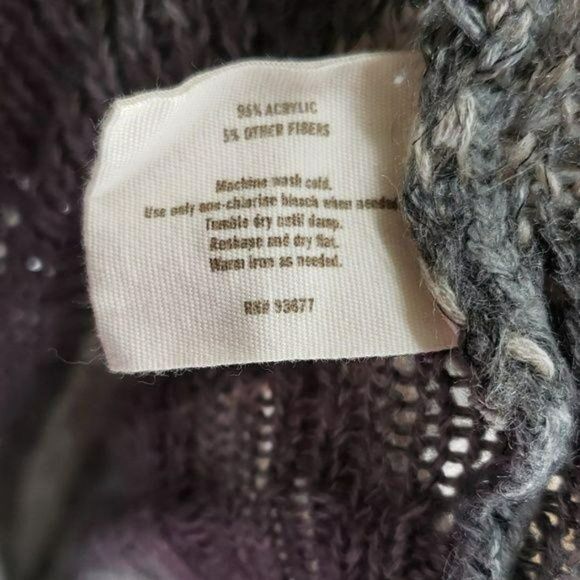 95% ACRYLIC
5% OTHER FIBERS
Machine wash cold.
Use only non-chlorine bleach when needed
Tumble dry until damp.
Reshape and dry flat.
Warm iron as needed.
RN# 93677